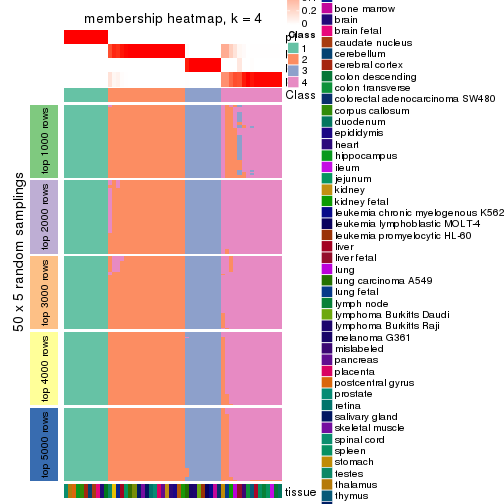 membership heatmap, k = 4
0.2
0
Class
1
2
3
4
Class
50 x 5 random samplings
top 1000 rows
top 2000 rows
top 3000 rows
top 4000 rows
top 5000 rows
tissue
bone marrow
brain
brain fetal
caudate nucleus
cerebellum
cerebral cortex
colon descending
colon transverse
colorectal adenocarcinoma SW480
corpus callosum
duodenum
epididymis
heart
hippocampus
ileum
jejunum
kidney
kidney fetal
leukemia chronic myelogenous K562
leukemia lymphoblastic MOLT-4
leukemia promyelocytic HL-60
liver
liver fetal
lung
lung carcinoma A549
lung fetal
lymph node
lymphoma Burkitts Daudi
lymphoma Burkitts Raji
melanoma G361
mislabeled
pancreas
placenta
postcentral gyrus
prostate
retina
salivary gland
skeletal muscle
spinal cord
spleen
stomach
testes
thalamus
thymus